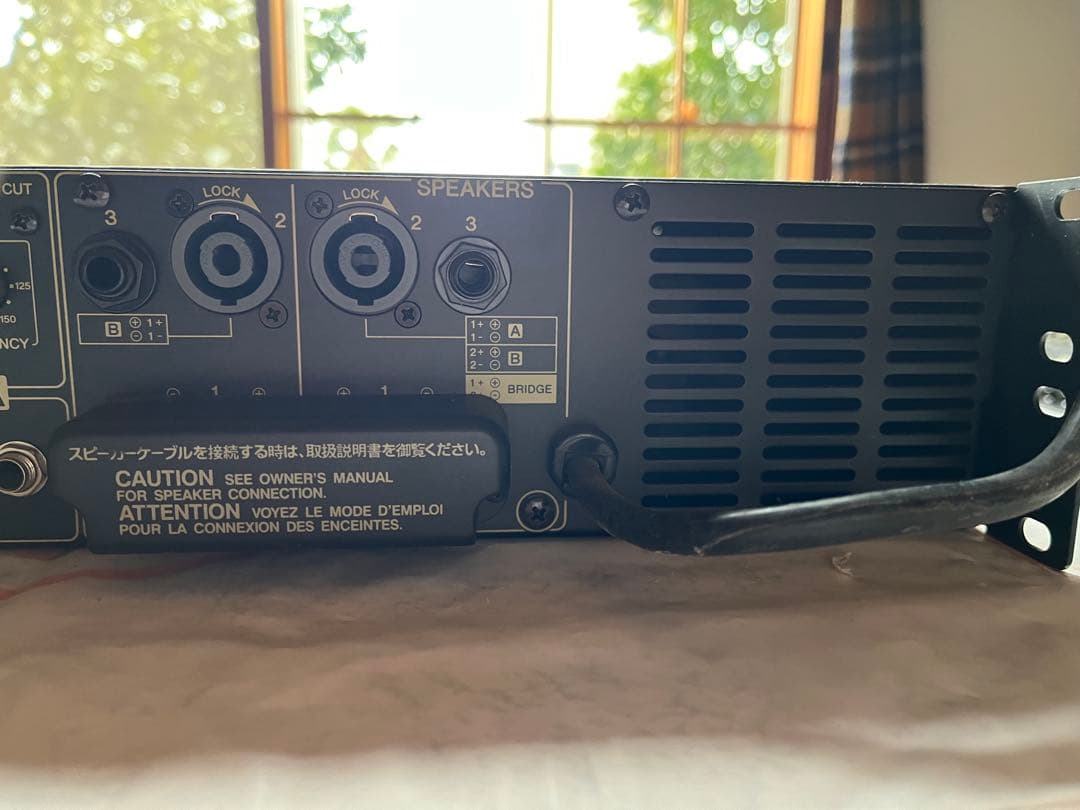 CUT
125
150
NCY
A
SPEAKERS
3
LOCK
2
LOCK
2
3
B ⊕ 1+
⊖ 1-
1+ ⊕ A
1- ⊖
2+ ⊕ B
2- ⊖
1+ ⊕ BRIDGE
⊖ 1 ⊕
⊖ 1 ⊖
スピーカーケーブルを接続する時は、取扱説明書を御覧ください。
CAUTION SEE OWNER'S MANUAL
FOR SPEAKER CONNECTION.
ATTENTION VOYEZ LE MODE D'EMPLOI
POUR LA CONNEXION DES ENCEINTES.